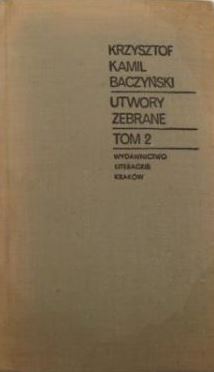 KRZYSZTOF
KAMIL
BACZYŃSKI
UTWORY
ZEBRANE
TOM 2
WYDAWNICTWO
LITERACKIE
KRAKÓW